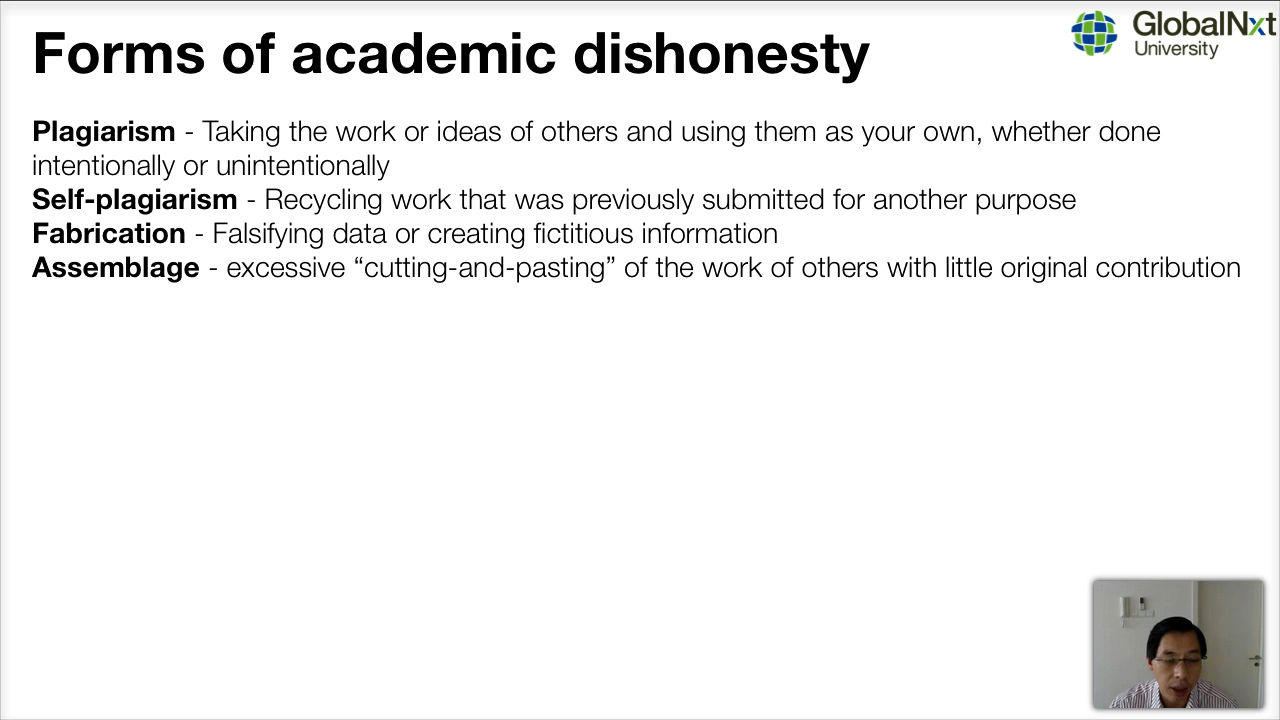 Forms of academic dishonesty
GlobalNxt
University
Plagiarism - Taking the work or ideas of others and using them as your own, whether done
intentionally or unintentionally
Self-plagiarism - Recycling work that was previously submitted for another purpose
Fabrication - Falsifying data or creating fictitious information
Assemblage - excessive “cutting-and-pasting” of the work of others with little original contribution